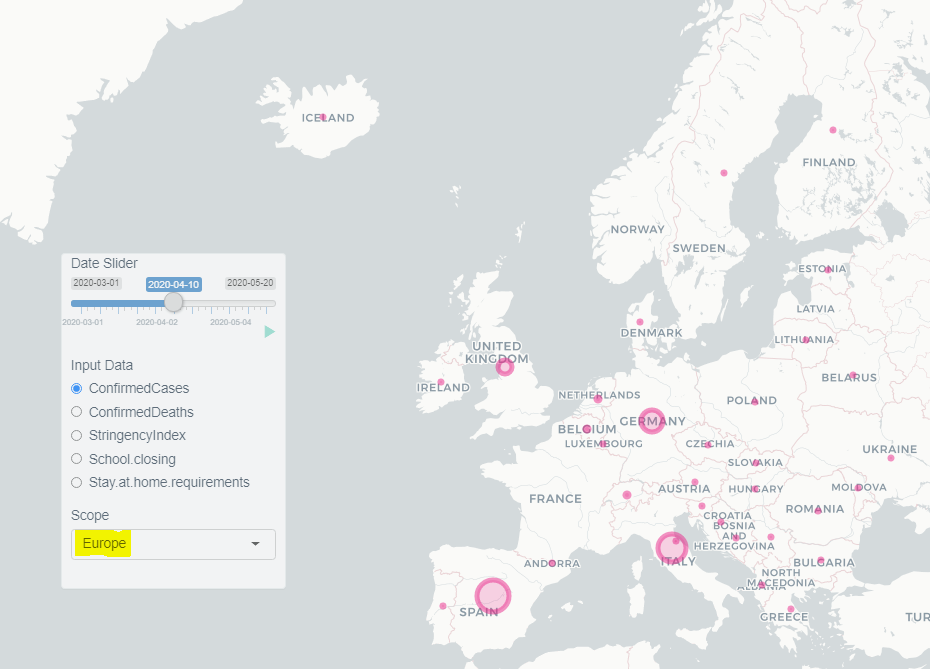 ICELAND
FINLAND
NORWAY
SWEDEN
Date Slider
ESTONIA
2020-03-01 2020-04-10 2020-05-20
LATVIA
2020-03-01 2020-04-02 2020-05-04
DENMARK
LITHUANIA
UNITED
KINGDOM
Input Data
BELARUS
ConfirmedCases
IRELAND
NETHERLANDS
POLAND
ConfirmedDeaths
GERMANY
BELGIUM
StringencyIndex
LUXEMBOURG
CZECHIA
UKRAINE
School.closing
SLOVAKIA
Stay.at.home.requirements
AUSTRIA
HUNGARY
MOLDOVA
FRANCE
ROMANIA
Scope
CROATIA
BOSNIA
AND
HERZEGOVINA
Europe
ANDORRA
ITALY
BULGARIA
NORTH
MACEDONIA
ALBANIA
SPAIN
GREECE
TUR